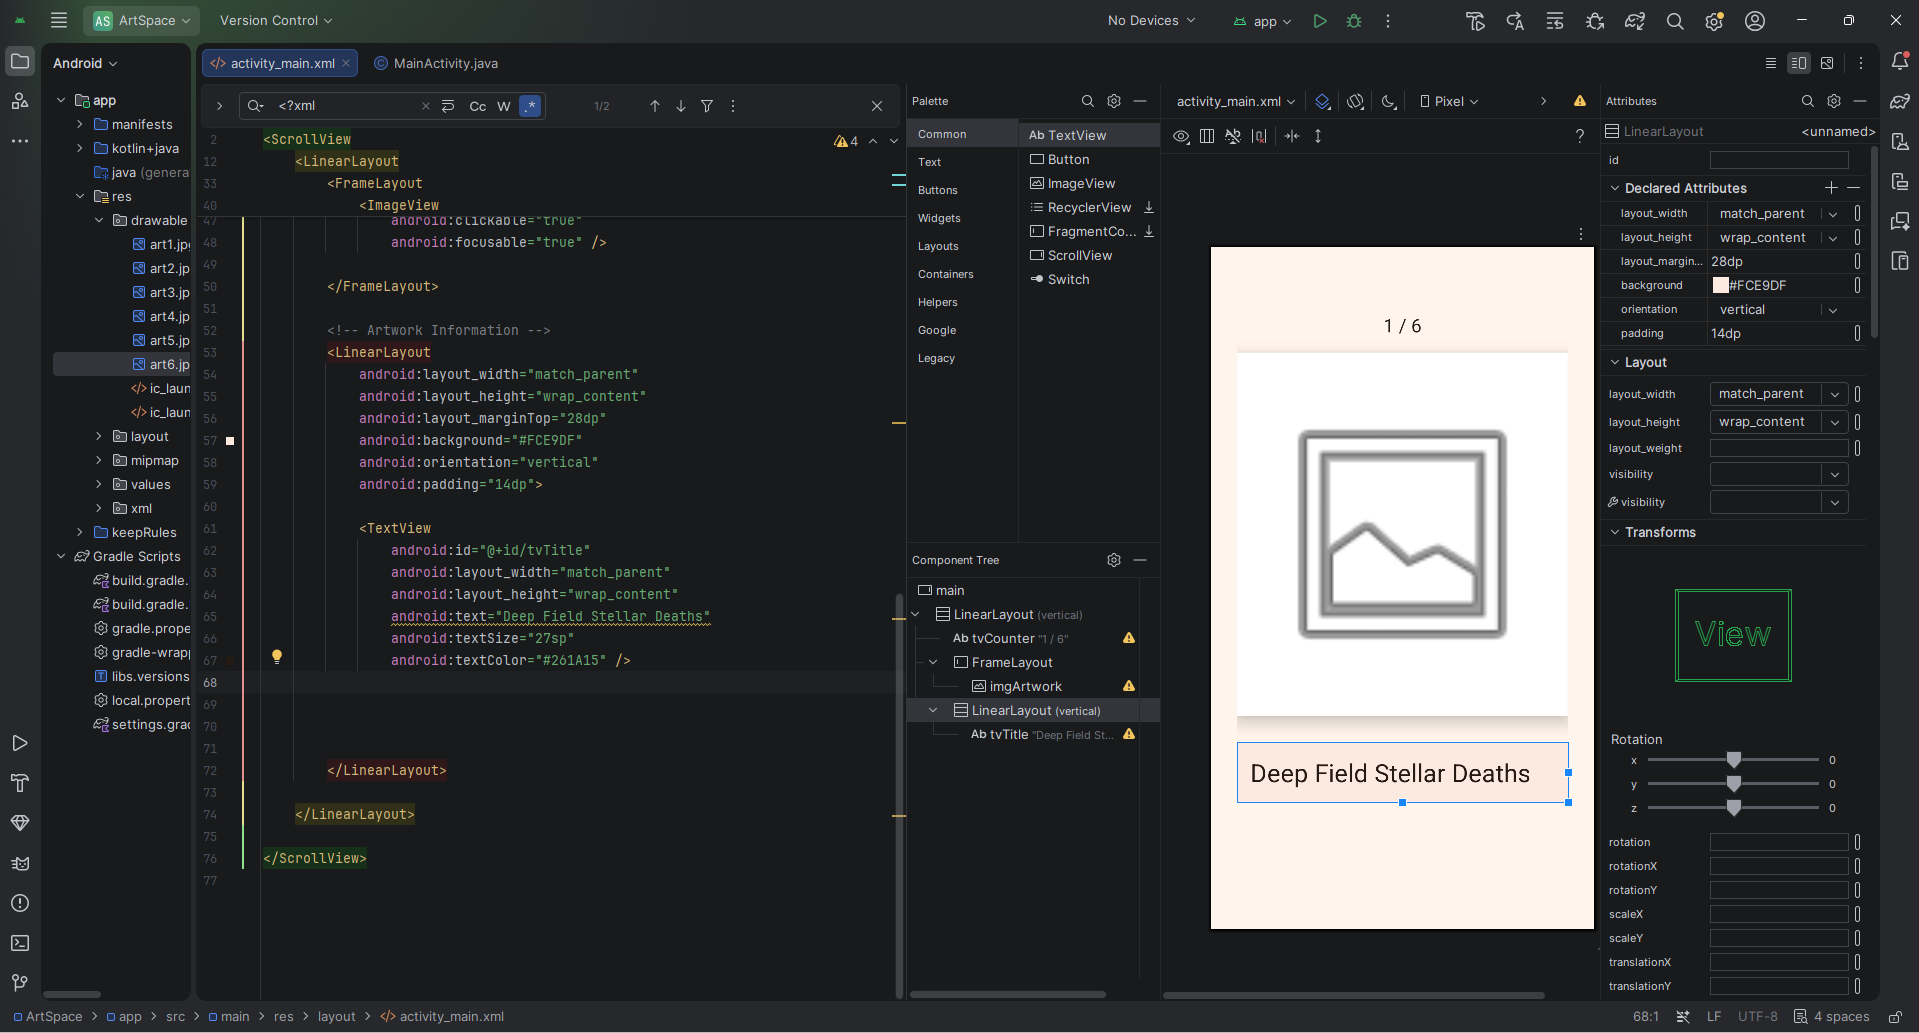 AS ArtSpace
Version Control
No Devices
app
Android
activity_main.xml
MainActivity.java
<?xml
Cc
W
.*
1/2
app
manifests
kotlin+java
java (genera
res
drawable
art1.jp
art2.jp
art3.jp
art4.jp
art5.jp
art6.jp
ic_laun
ic_laun
layout
mipmap
values
xml
keepRules
Gradle Scripts
build.gradle.
build.gradle.
gradle.prope
gradle-wrapp
libs.versions
local.propert
settings.grad
4
2 <ScrollView
12 <LinearLayout
33 <FrameLayout
40 <ImageView
47 android:clickable="true"
48 android:focusable="true" />
49
50 </FrameLayout>
51
52 <!-- Artwork Information -->
53 <LinearLayout
54 android:layout_width="match_parent"
55 android:layout_height="wrap_content"
56 android:layout_marginTop="28dp"
57 android:background="#FCE9DF"
58 android:orientation="vertical"
59 android:padding="14dp">
60
61 <TextView
62 android:id="@+id/tvTitle"
63 android:layout_width="match_parent"
64 android:layout_height="wrap_content"
65 android:text="Deep Field Stellar Deaths"
66 android:textSize="27sp"
67 android:textColor="#261A15" />
68
69
70
71
72 </LinearLayout>
73
74 </LinearLayout>
75
76 </ScrollView>
77
Palette
Common
Text
Buttons
Widgets
Layouts
Containers
Helpers
Google
Legacy
Ab TextView
Button
ImageView
RecyclerView
FragmentCo...
ScrollView
Switch
Component Tree
main
LinearLayout (vertical)
Ab tvCounter "1 / 6"
FrameLayout
imgArtwork
LinearLayout (vertical)
Ab tvTitle "Deep Field St...
activity_main.xml
Pixel
?
1 / 6
Deep Field Stellar Deaths
Attributes
LinearLayout
<unnamed>
id
Declared Attributes
layout_width match_parent
layout_height wrap_content
layout_margin... 28dp
background #FCE9DF
orientation vertical
padding 14dp
Layout
layout_width match_parent
layout_height wrap_content
layout_weight
visibility
visibility
Transforms
View
Rotation
x 0
y 0
z 0
rotation
rotationX
rotationY
scaleX
scaleY
translationX
translationY
ArtSpace > app > src > main > res > layout > activity_main.xml
68:1
LF
UTF-8
4 spaces